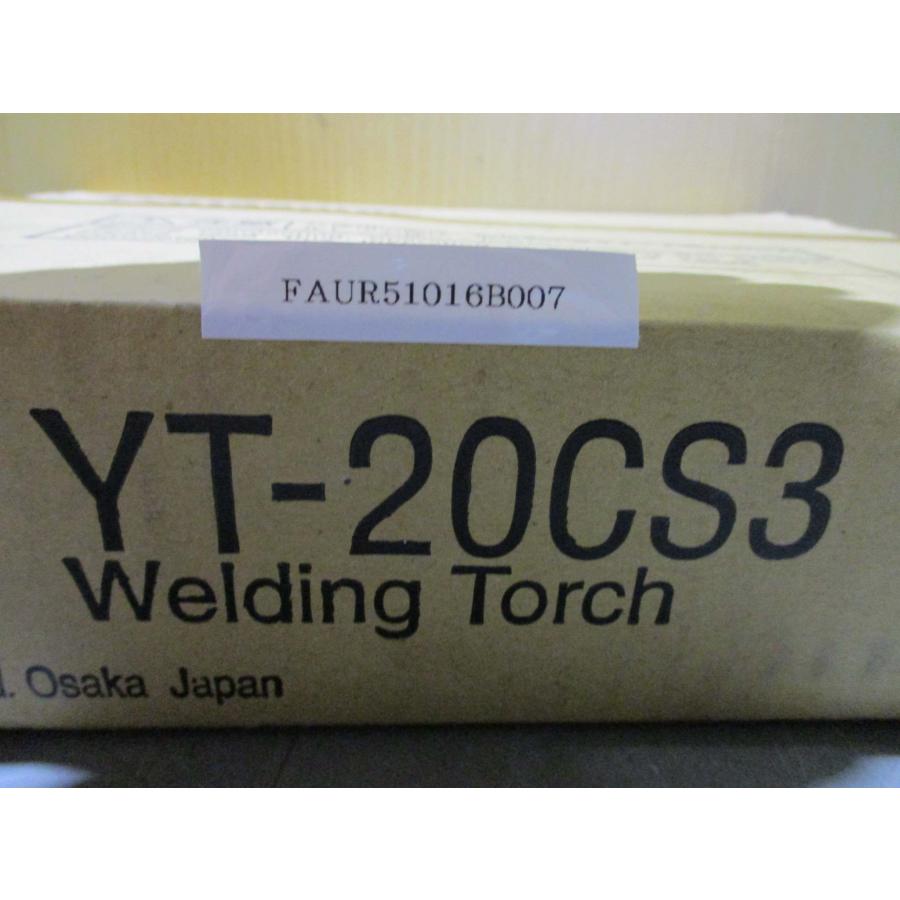 FAUR51016B007
YT-20CS3
Welding Torch
Osaka Japan